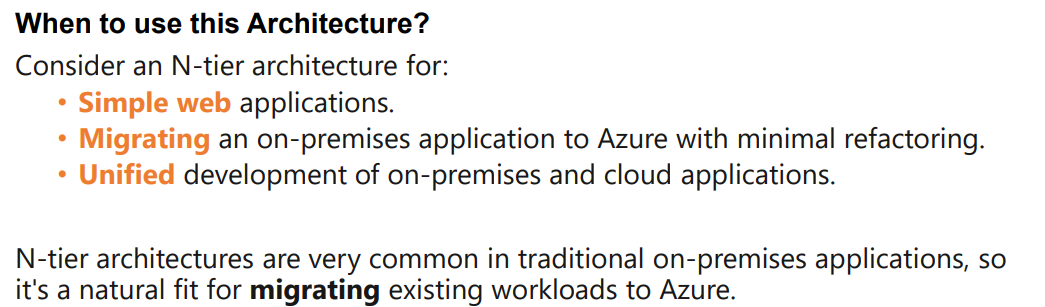 When to use this Architecture?
Consider an N-tier architecture for:
• Simple web applications.
• Migrating an on-premises application to Azure with minimal refactoring.
• Unified development of on-premises and cloud applications.
N-tier architectures are very common in traditional on-premises applications, so
it's a natural fit for migrating existing workloads to Azure.